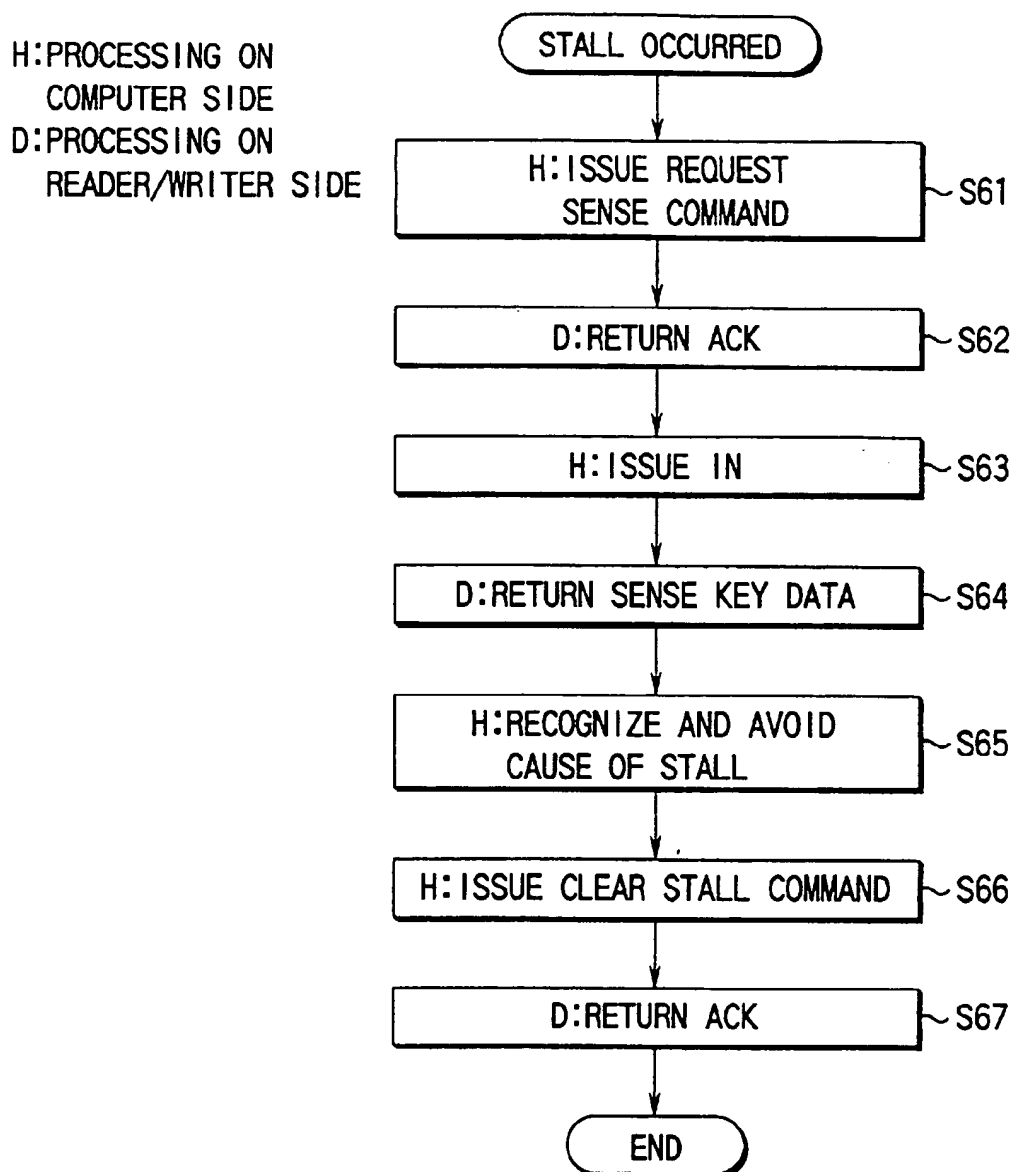 H:PROCESSING ON
COMPUTER SIDE
D:PROCESSING ON
READER/WRITER SIDE
STALL OCCURRED
H:ISSUE REQUEST
SENSE COMMAND
S61
D:RETURN ACK
S62
H:ISSUE IN
S63
D:RETURN SENSE KEY DATA
S64
H:RECOGNIZE AND AVOID
CAUSE OF STALL
S65
H:ISSUE CLEAR STALL COMMAND
S66
D:RETURN ACK
S67
END